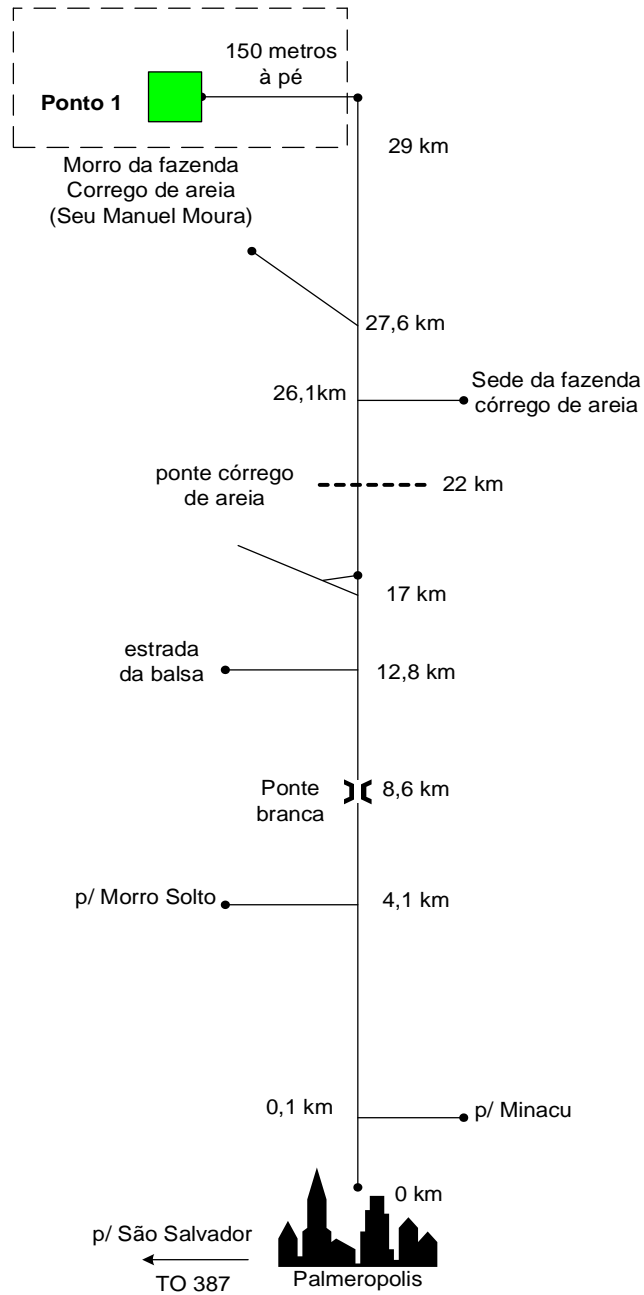 150 metros
à pé
Ponto 1
29 km
Morro da fazenda
Corrego de areia
(Seu Manuel Moura)
27,6 km
26,1km
Sede da fazenda
córrego de areia
ponte córrego
de areia
22 km
17 km
estrada
da balsa
12,8 km
Ponte
branca
8,6 km
p/ Morro Solto
4,1 km
0,1 km
p/ Minacu
0 km
p/ São Salvador
TO 387
Palmeropolis